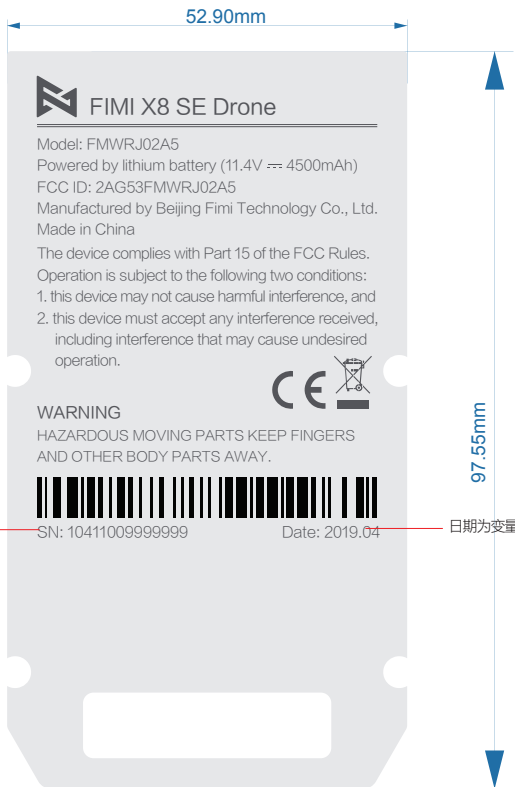 52.90mm
FIMI X8 SE Drone
Model: FMWRJ02A5
Powered by lithium battery (11.4V ⎓ 4500mAh)
FCC ID: 2AG53FMWRJ02A5
Manufactured by Beijing Fimi Technology Co., Ltd.
Made in China
The device complies with Part 15 of the FCC Rules.
Operation is subject to the following two conditions:
1. this device may not cause harmful interference, and
2. this device must accept any interference received,
including interference that may cause undesired
operation.
CE
WARNING
HAZARDOUS MOVING PARTS KEEP FINGERS
AND OTHER BODY PARTS AWAY.
97.55mm
SN: 10411009999999 Date: 2019.04
日期为变量